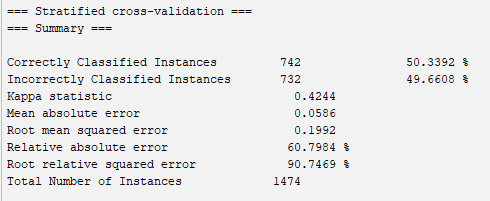 === Stratified cross-validation ===
=== Summary ===
Correctly Classified Instances 742 50.3392 %
Incorrectly Classified Instances 732 49.6608 %
Kappa statistic 0.4244
Mean absolute error 0.0586
Root mean squared error 0.1992
Relative absolute error 60.7984 %
Root relative squared error 90.7469 %
Total Number of Instances 1474